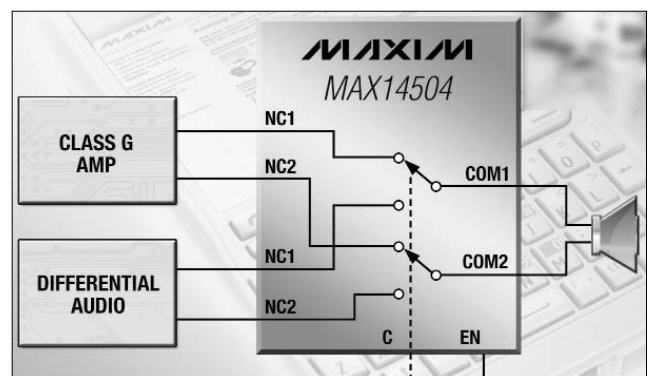 MAXIM
MAX14504
CLASS G
AMP
NC1
NC2
COM1
DIFFERENTIAL
AUDIO
NC1
NC2
COM2
C
EN